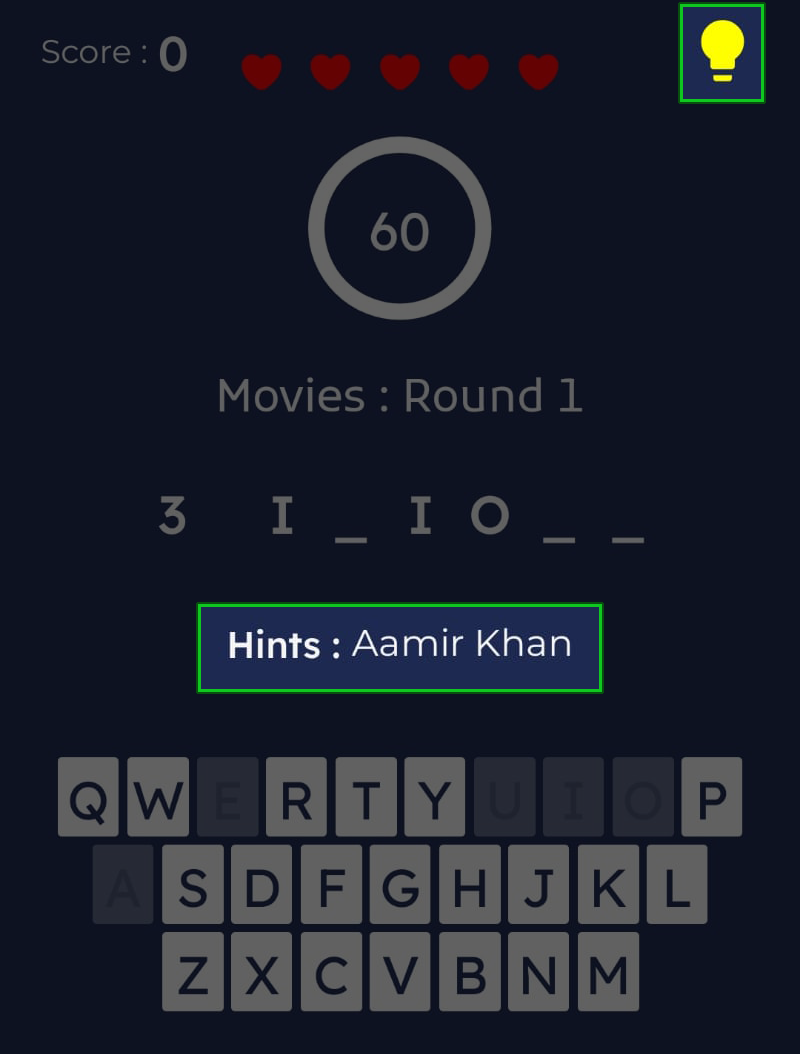 Score : 0
60
Movies : Round 1
3 I _ I O _ _
Hints : Aamir Khan
Q W E R T Y U I O P
A S D F G H J K L
Z X C V B N M